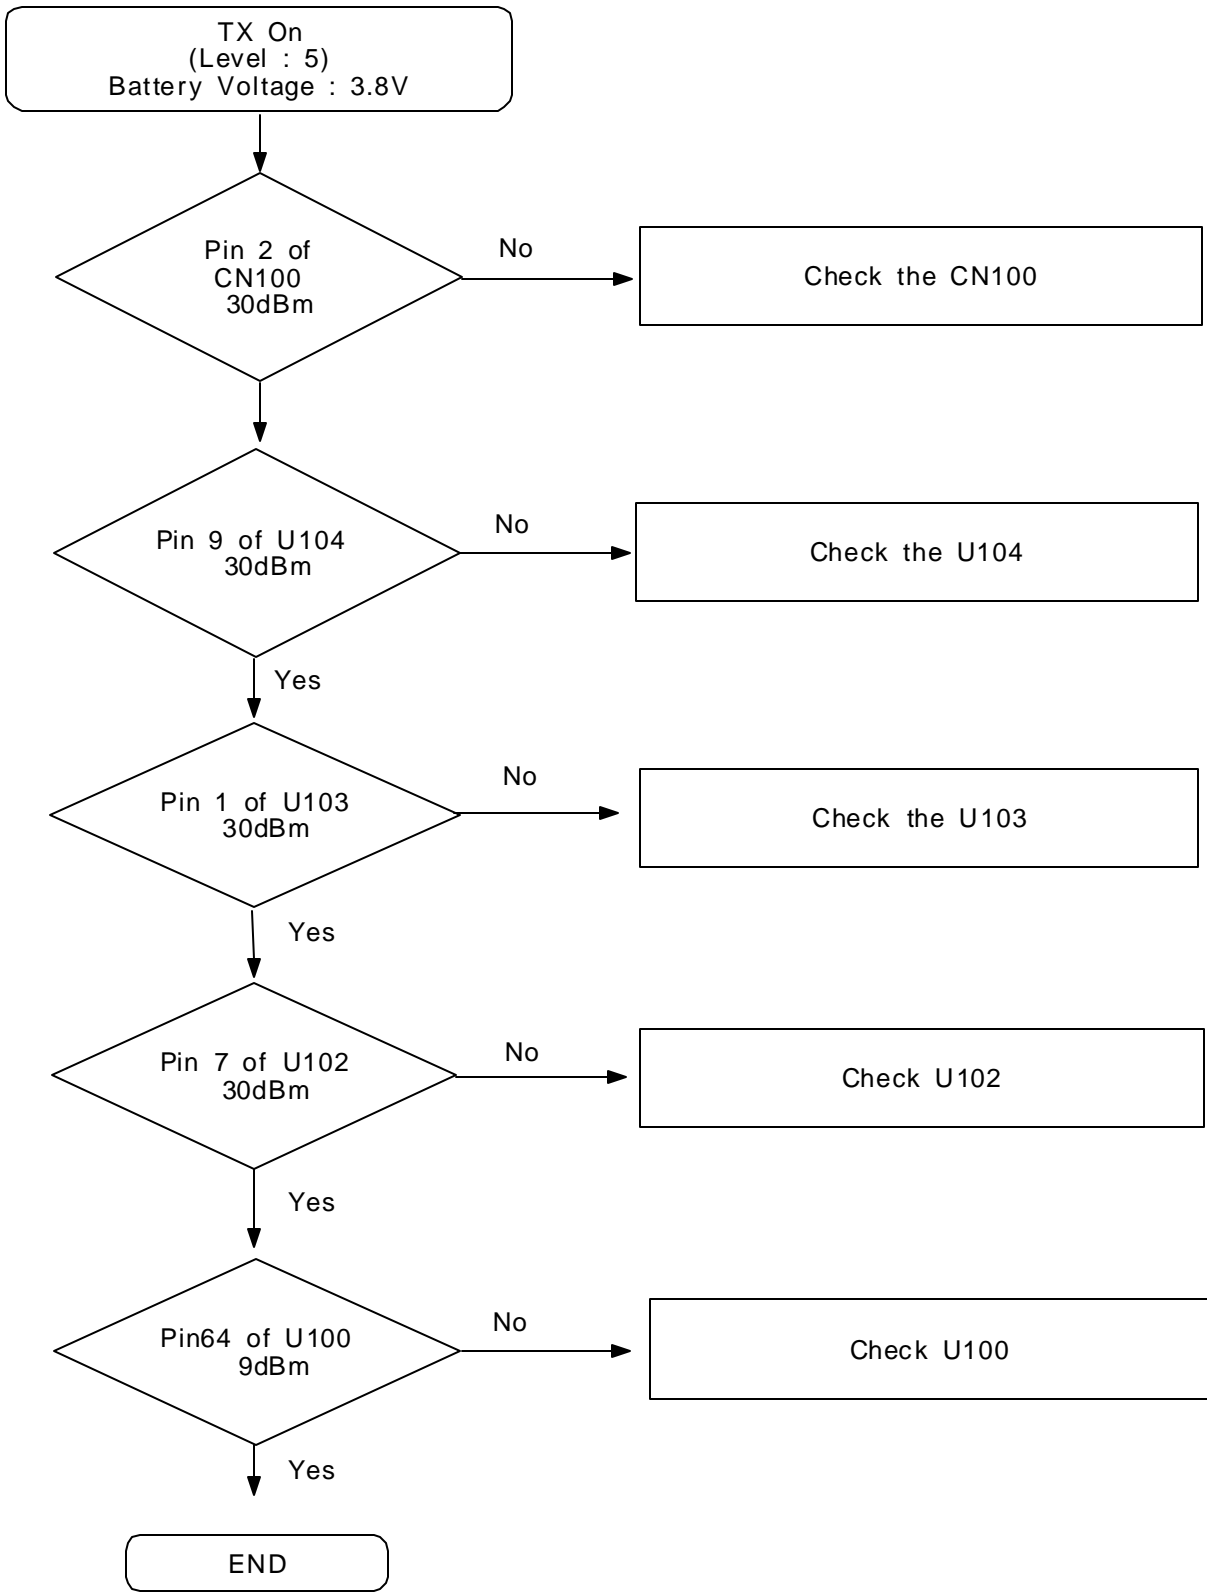 TX On
(Level : 5)
Battery Voltage : 3.8V
Pin 2 of
CN100
30dBm
No
Check the CN100
Pin 9 of U104
30dBm
No
Check the U104
Yes
Pin 1 of U103
30dBm
No
Check the U103
Yes
Pin 7 of U102
30dBm
No
Check U102
Yes
Pin64 of U100
9dBm
No
Check U100
Yes
END